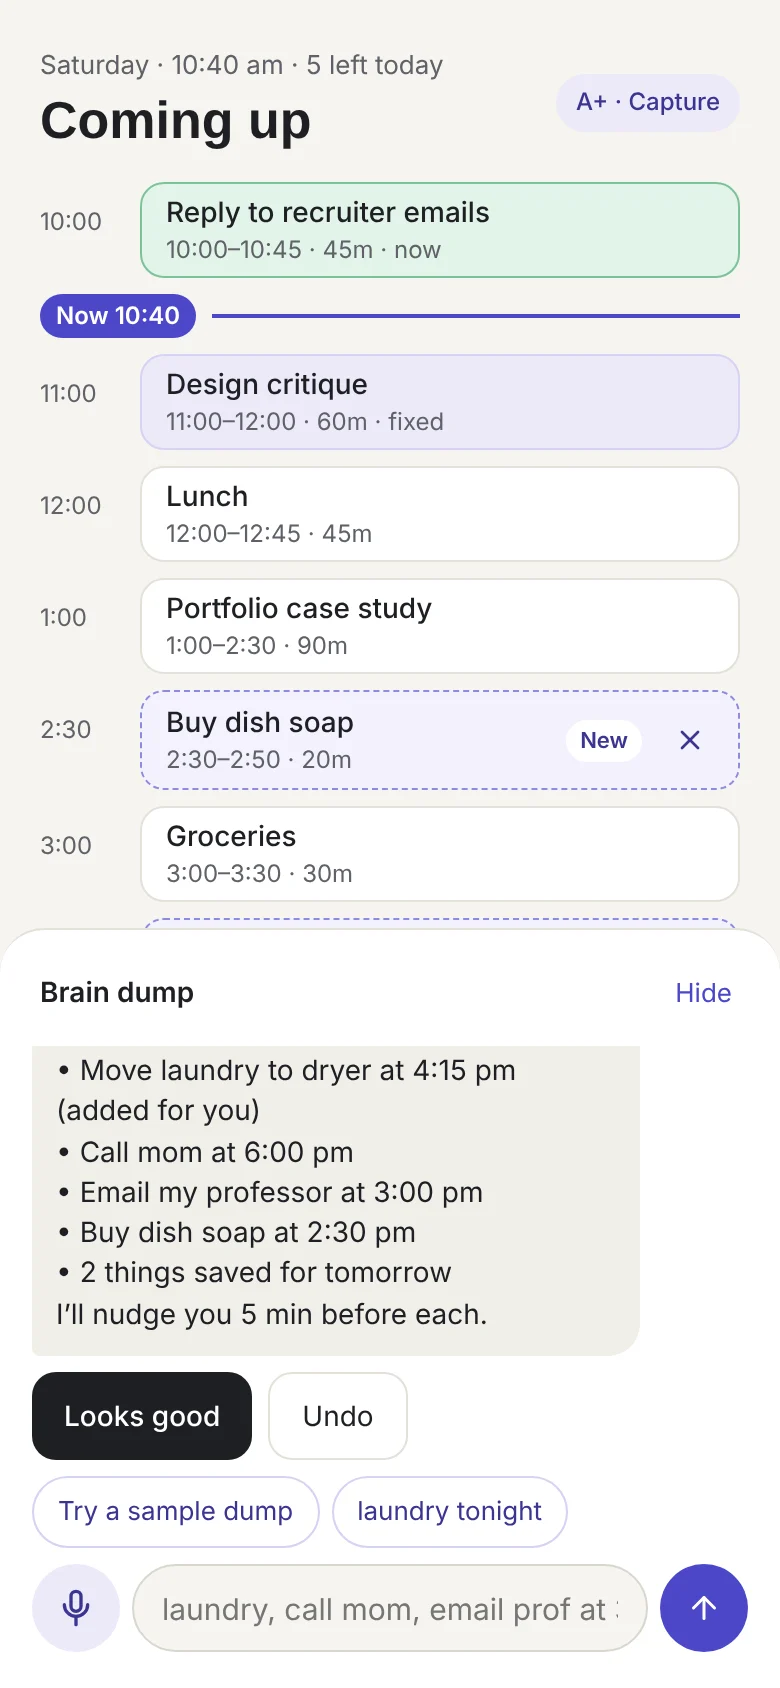 Saturday · 10:40 am · 5 left today
Coming up
A+ · Capture
10:00
Reply to recruiter emails
10:00–10:45 · 45m · now
Now 10:40
11:00
Design critique
11:00–12:00 · 60m · fixed
12:00
Lunch
12:00–12:45 · 45m
1:00
Portfolio case study
1:00–2:30 · 90m
2:30
Buy dish soap
2:30–2:50 · 20m
New
3:00
Groceries
3:00–3:30 · 30m
Brain dump
Hide
• Move laundry to dryer at 4:15 pm
(added for you)
• Call mom at 6:00 pm
• Email my professor at 3:00 pm
• Buy dish soap at 2:30 pm
• 2 things saved for tomorrow
I’ll nudge you 5 min before each.
Looks good
Undo
Try a sample dump
laundry tonight
laundry, call mom, email prof at